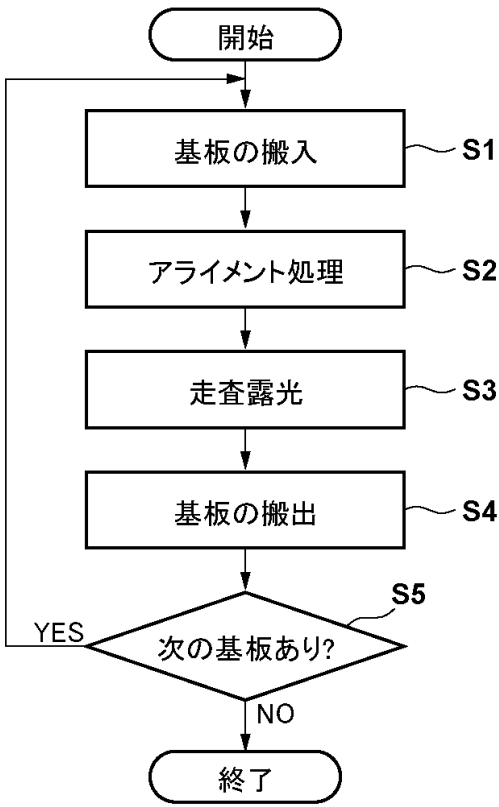 開始
基板の搬入
S1
アライメント処理
S2
走査露光
S3
基板の搬出
S4
S5
YES
次の基板あり?
NO
終了